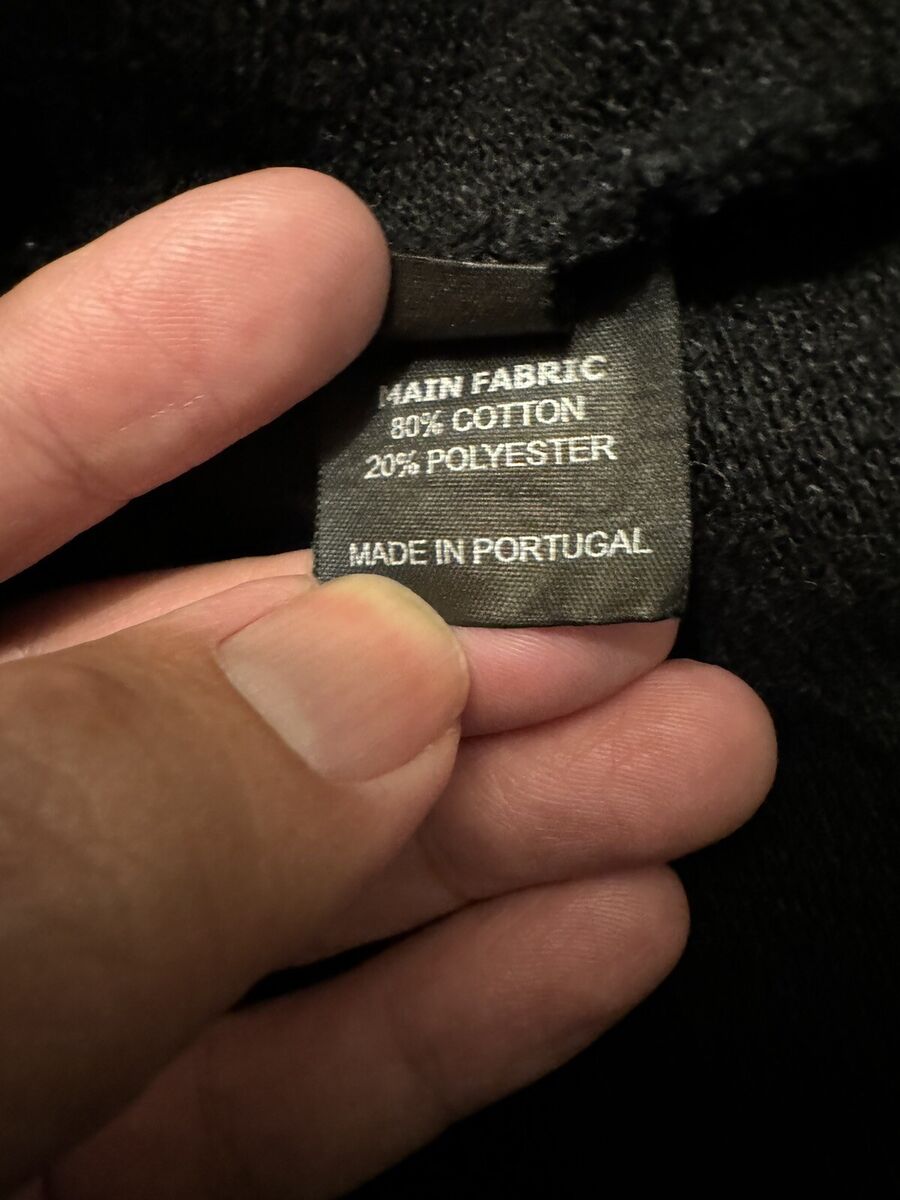 MAIN FABRIC
80% COTTON
20% POLYESTER
MADE IN PORTUGAL